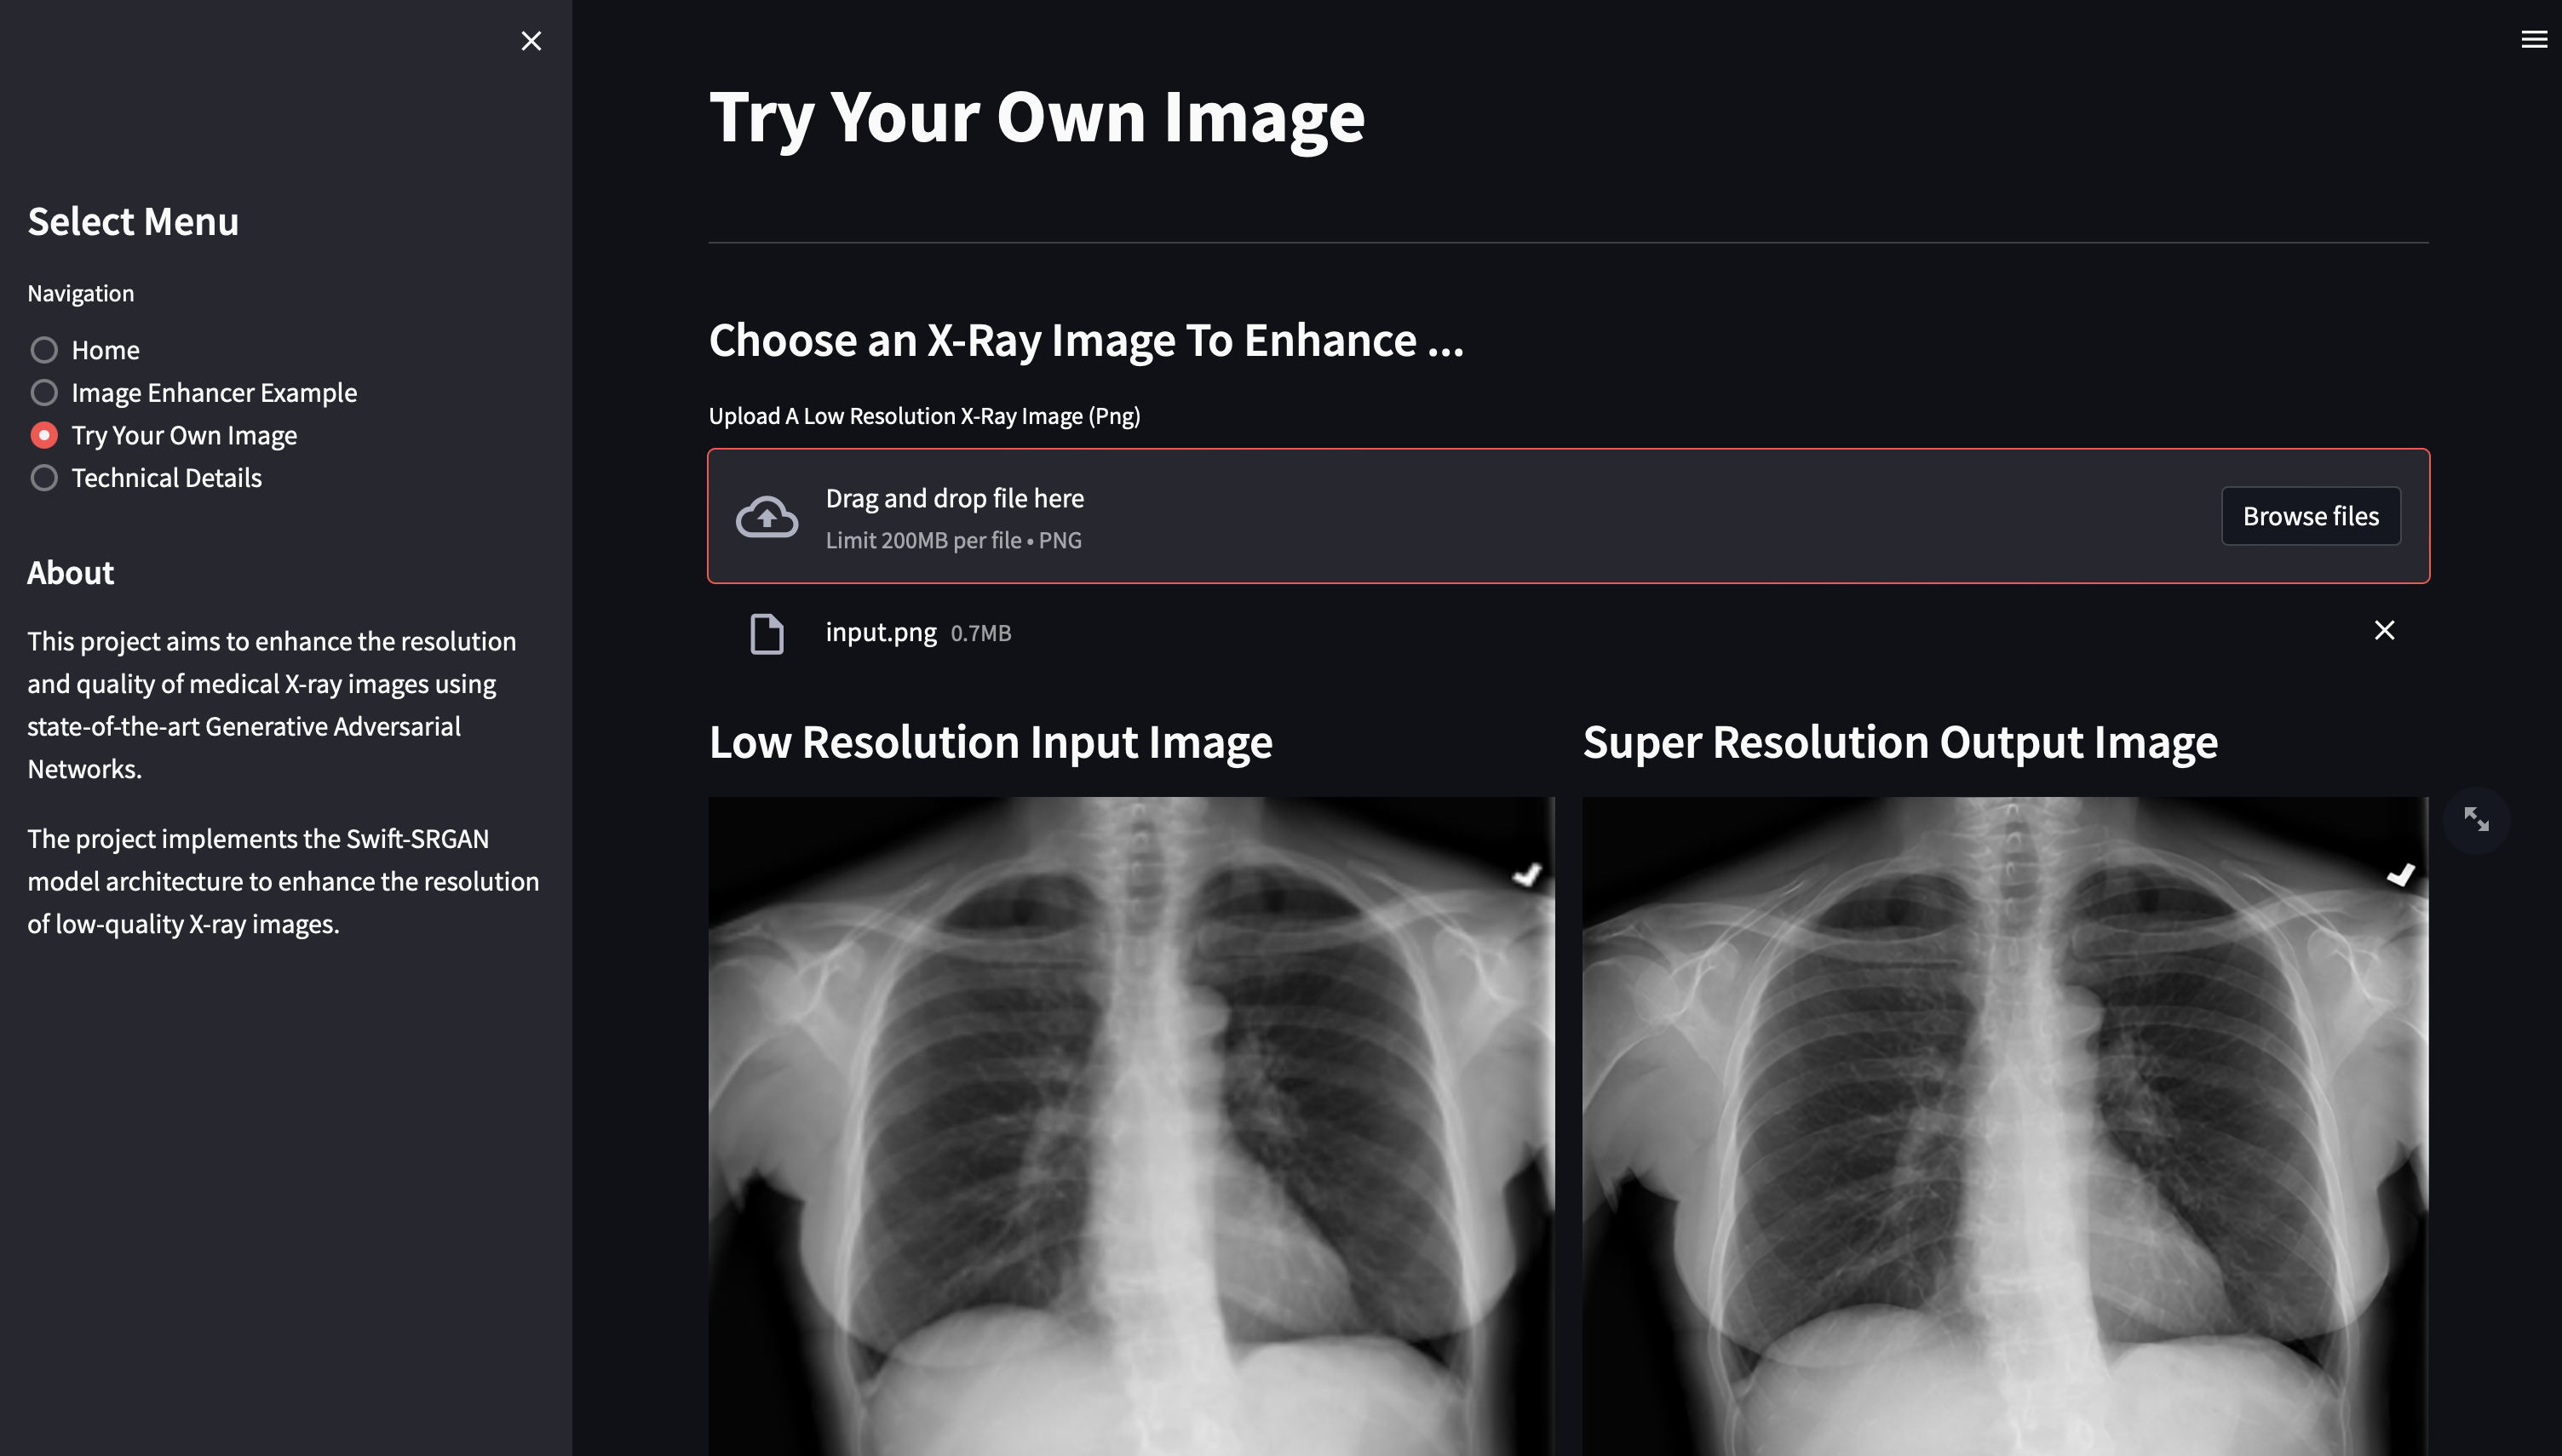 Select Menu
Navigation
Home
Image Enhancer Example
Try Your Own Image
Technical Details
About
This project aims to enhance the resolution
and quality of medical X-ray images using
state-of-the-art Generative Adversarial
Networks.
The project implements the Swift-SRGAN
model architecture to enhance the resolution
of low-quality X-ray images.
Try Your Own Image
Choose an X-Ray Image To Enhance ...
Upload A Low Resolution X-Ray Image (Png)
Drag and drop file here
Limit 200MB per file • PNG
Browse files
input.png 0.7MB
Low Resolution Input Image
Super Resolution Output Image